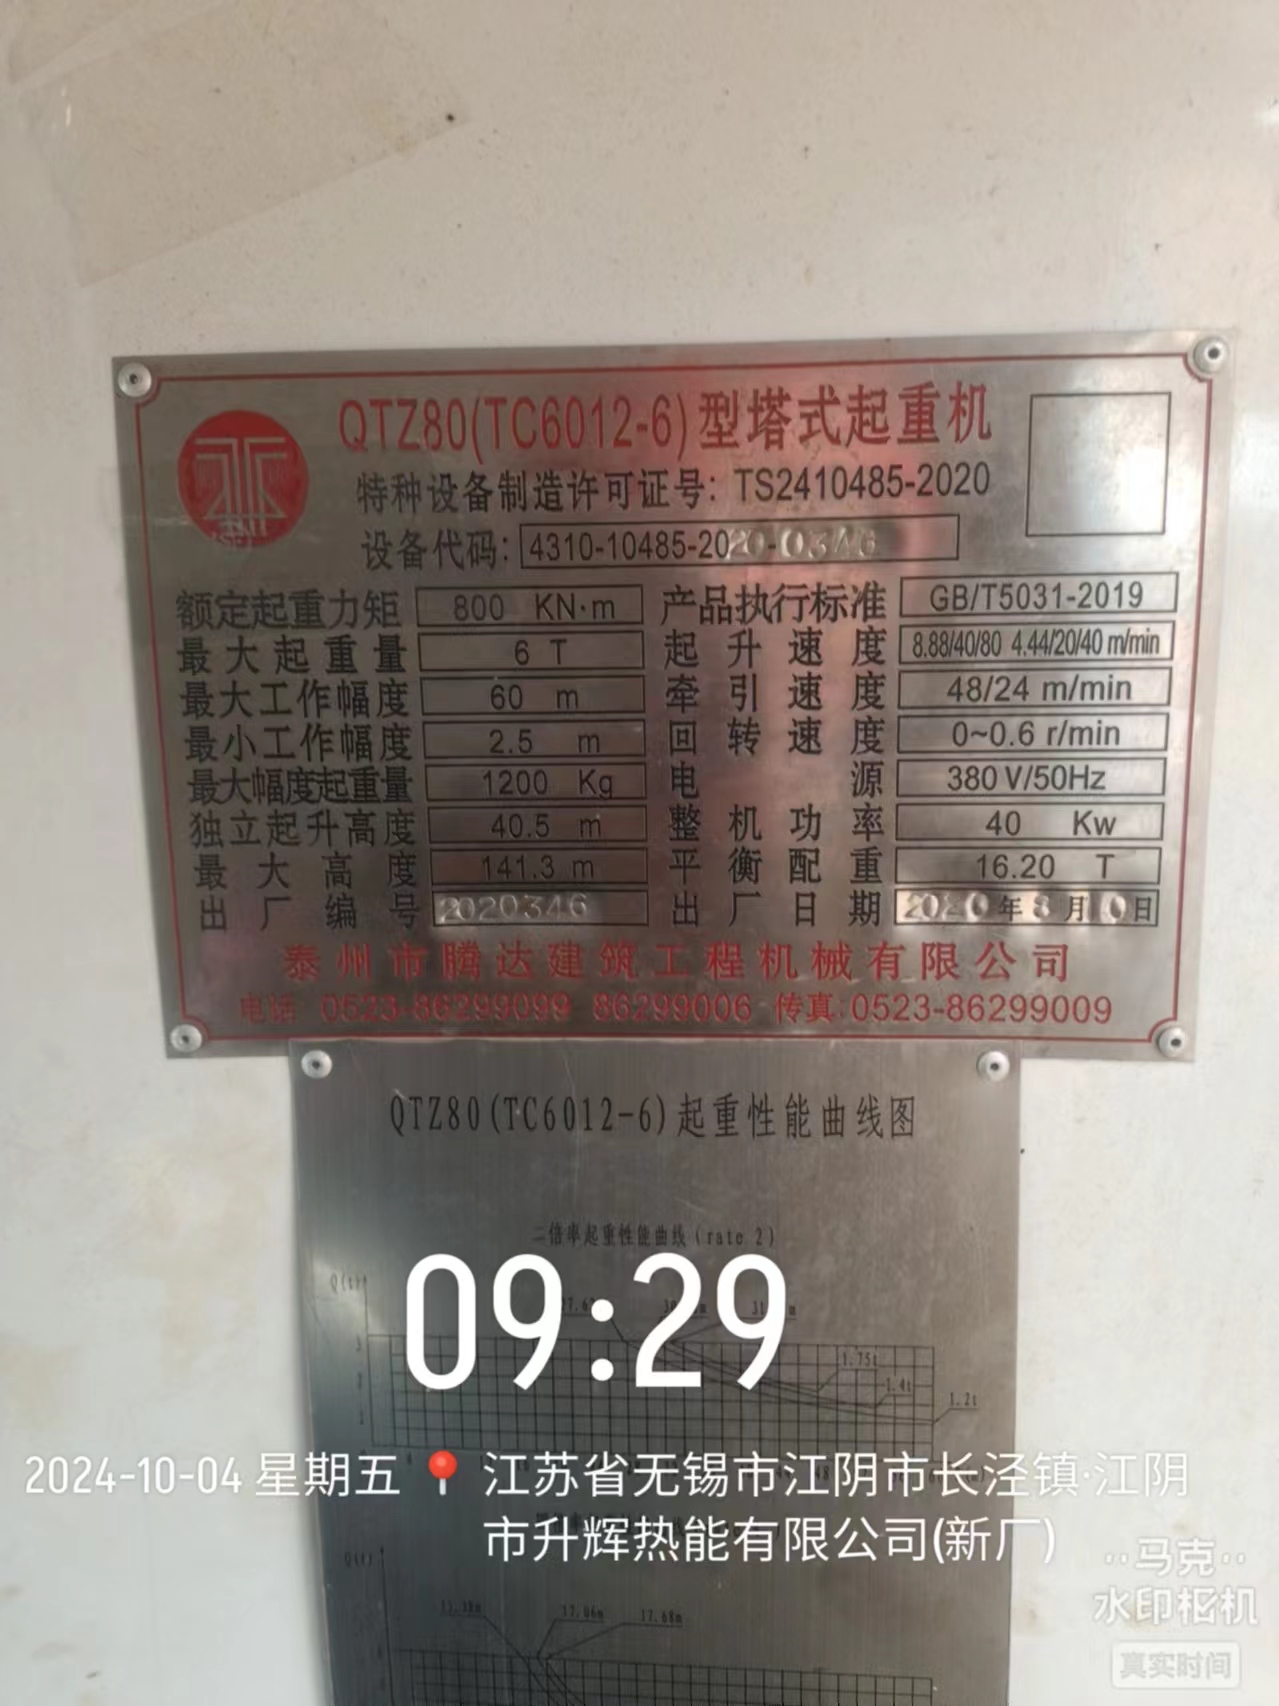 QTZ80(TC6012-6)型塔式起重机
特种设备制造许可证号: TS2410485-2020
设备代码: 4310-10485-2020-0346
额定起重力矩 800 KN·m 产品执行标准 GB/T5031-2019
最大起重量 6 T 起升速度 8.88/40/80 4.44/20/40 m/min
最大工作幅度 60 m 牵引速度 48/24 m/min
最小工作幅度 2.5 m 回转速度 0~0.6 r/min
最大幅度起重量 1200 Kg 电源 380V/50Hz
独立起升高度 40.5 m 整机功率 40 Kw
最大高度 141.3 m 平衡配重 16.20 T
出厂编号 2020346 出厂日期 2020年8月 日
泰州市腾达建筑工程机械有限公司
电话: 0523-86299099 86299006 传真:0523-86299009
QTZ80(TC6012-6)起重性能曲线图
二倍率起重性能曲线(rate 2)
Q(t)
1.75t
1.4t
1.2t
09:29
2024-10-04 星期五 江苏省无锡市江阴市长泾镇·江阴
市升辉热能有限公司(新厂)
Q(t)
17.06m 17.68m
马克
水印相机
真实时间